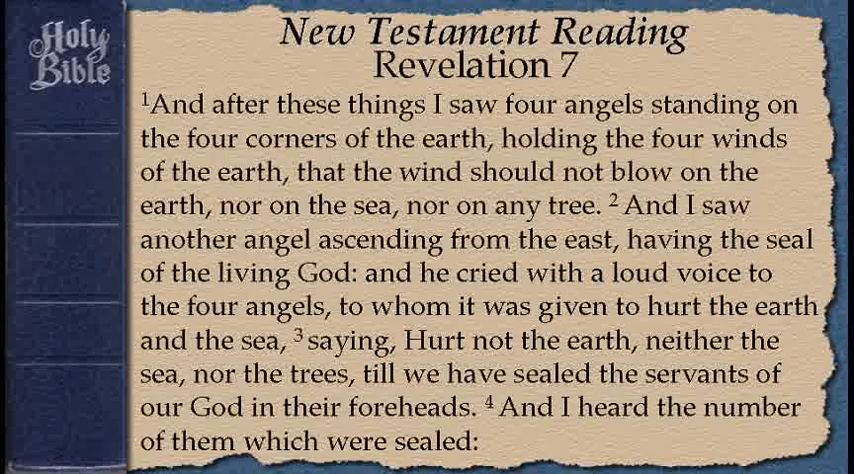 Holy
Bible
New Testament Reading
Revelation 7
¹And after these things I saw four angels standing on
the four corners of the earth, holding the four winds
of the earth, that the wind should not blow on the
earth, nor on the sea, nor on any tree. ² And I saw
another angel ascending from the east, having the seal
of the living God: and he cried with a loud voice to
the four angels, to whom it was given to hurt the earth
and the sea, ³ saying, Hurt not the earth, neither the
sea, nor the trees, till we have sealed the servants of
our God in their foreheads. ⁴ And I heard the number
of them which were sealed: